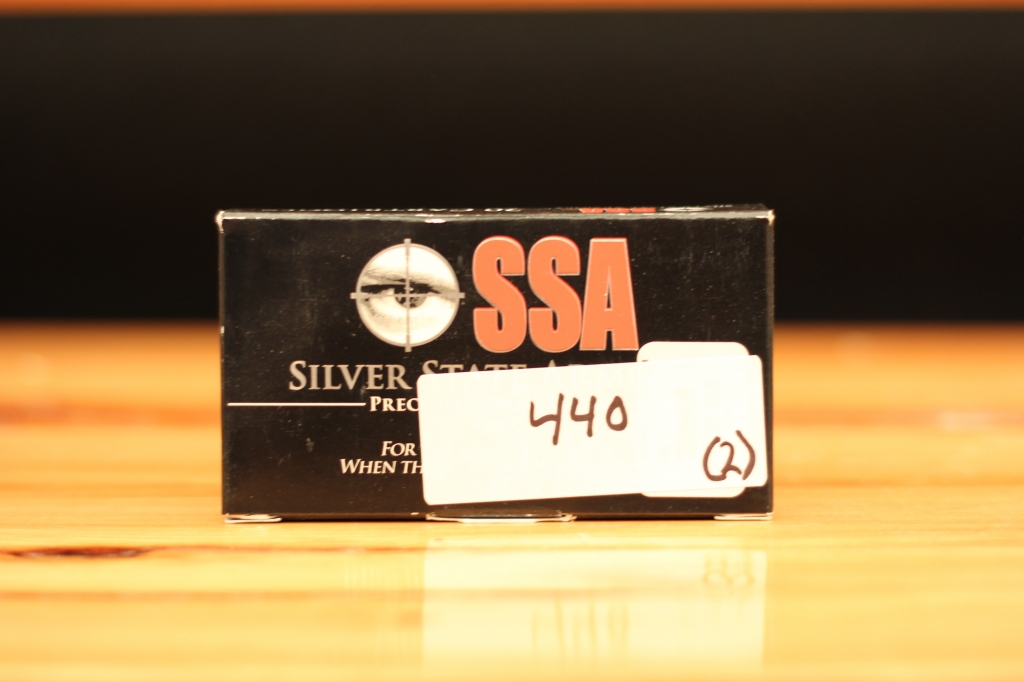 SSA
SILVER STATE
PREC
FOR
WHEN TH
440
(2)